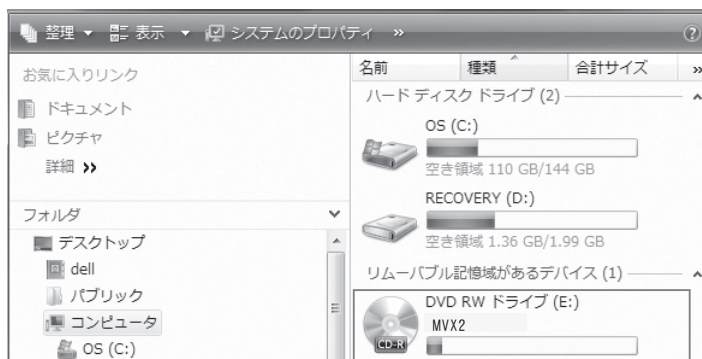 整理 ▼ 表示 ▼ システムのプロパティ »
?
お気に入りリンク
ドキュメント
ピクチャ
詳細 »
フォルダ
デスクトップ
dell
パブリック
コンピュータ
OS (C:)
名前 種類 合計サイズ »
ハード ディスク ドライブ (2)
OS (C:)
空き領域 110 GB/144 GB
RECOVERY (D:)
空き領域 1.36 GB/1.99 GB
リムーバブル記憶域があるデバイス (1)
DVD RW ドライブ (E:)
MVX2
CD-R